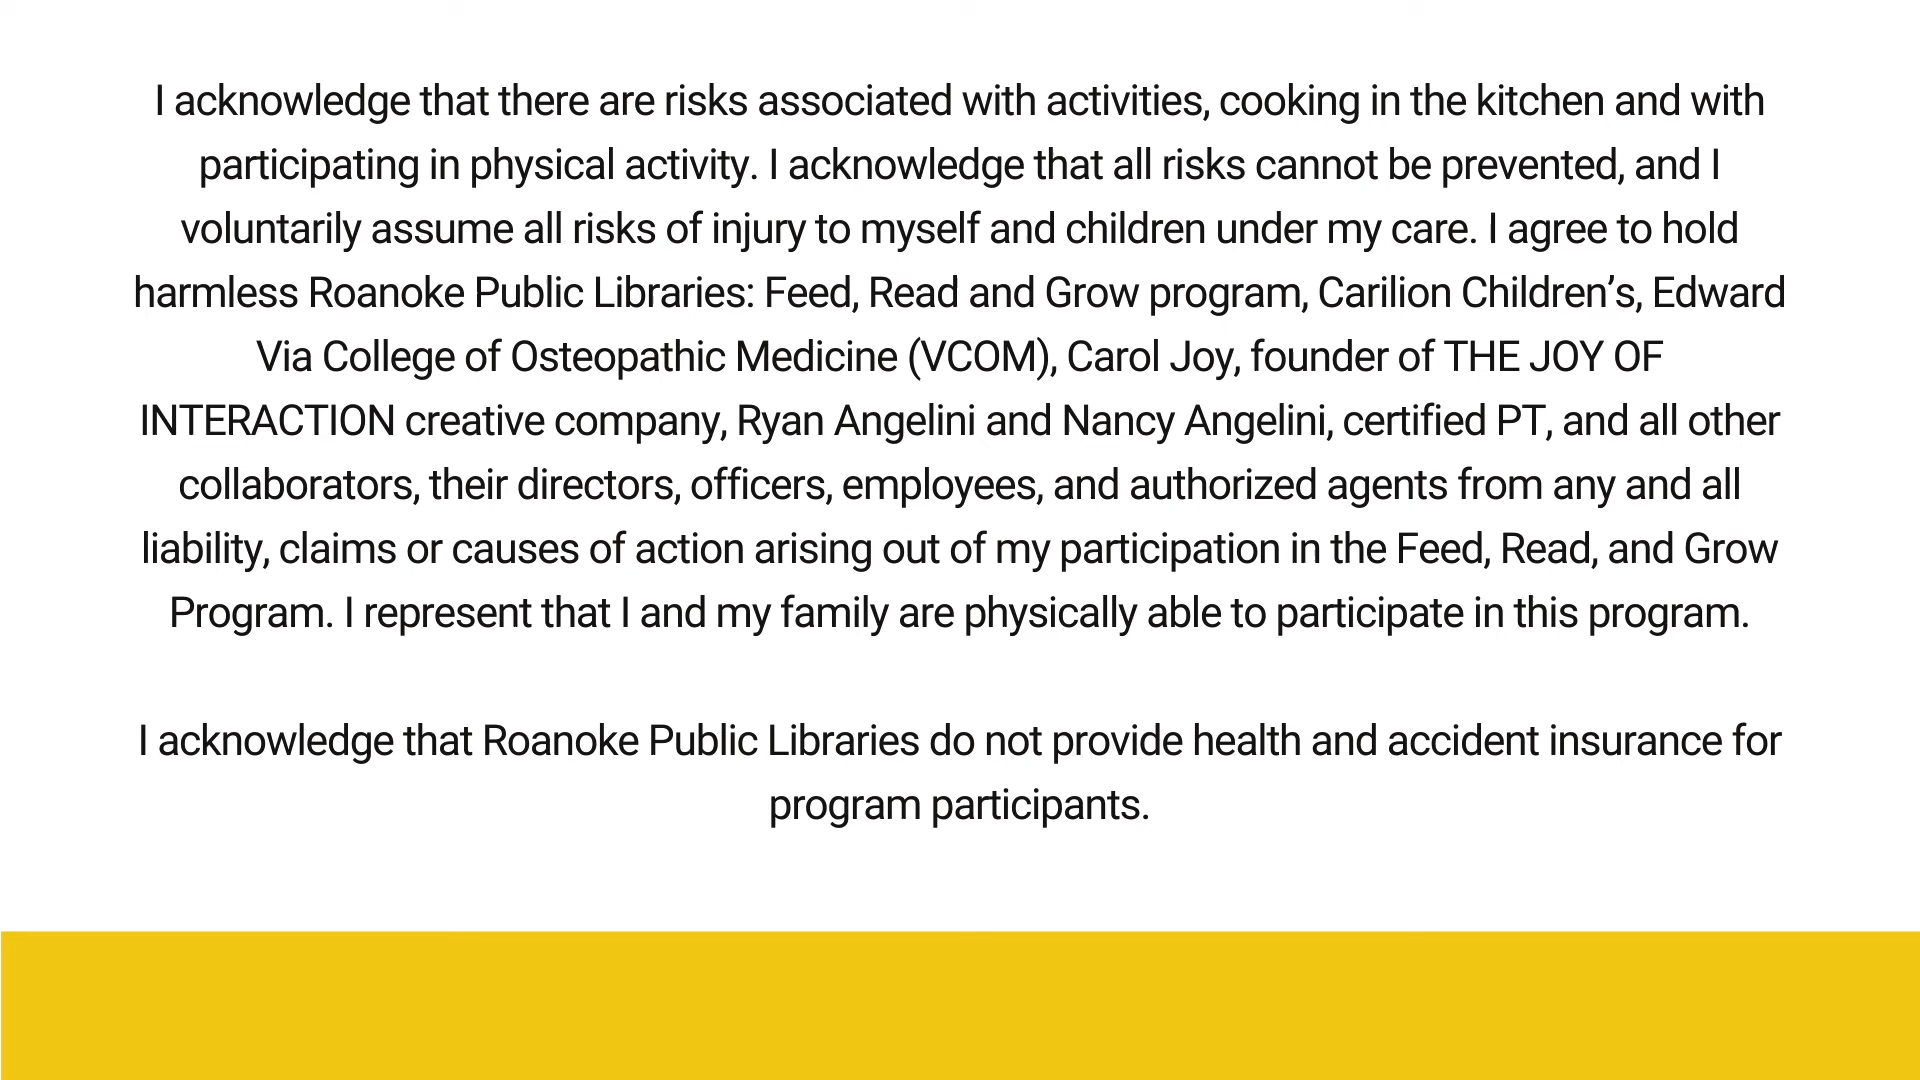 I acknowledge that there are risks associated with activities, cooking in the kitchen and with
participating in physical activity. I acknowledge that all risks cannot be prevented, and I
voluntarily assume all risks of injury to myself and children under my care. I agree to hold
harmless Roanoke Public Libraries: Feed, Read and Grow program, Carilion Children’s, Edward
Via College of Osteopathic Medicine (VCOM), Carol Joy, founder of THE JOY OF
INTERACTION creative company, Ryan Angelini and Nancy Angelini, certified PT, and all other
collaborators, their directors, officers, employees, and authorized agents from any and all
liability, claims or causes of action arising out of my participation in the Feed, Read, and Grow
Program. I represent that I and my family are physically able to participate in this program.
I acknowledge that Roanoke Public Libraries do not provide health and accident insurance for
program participants.